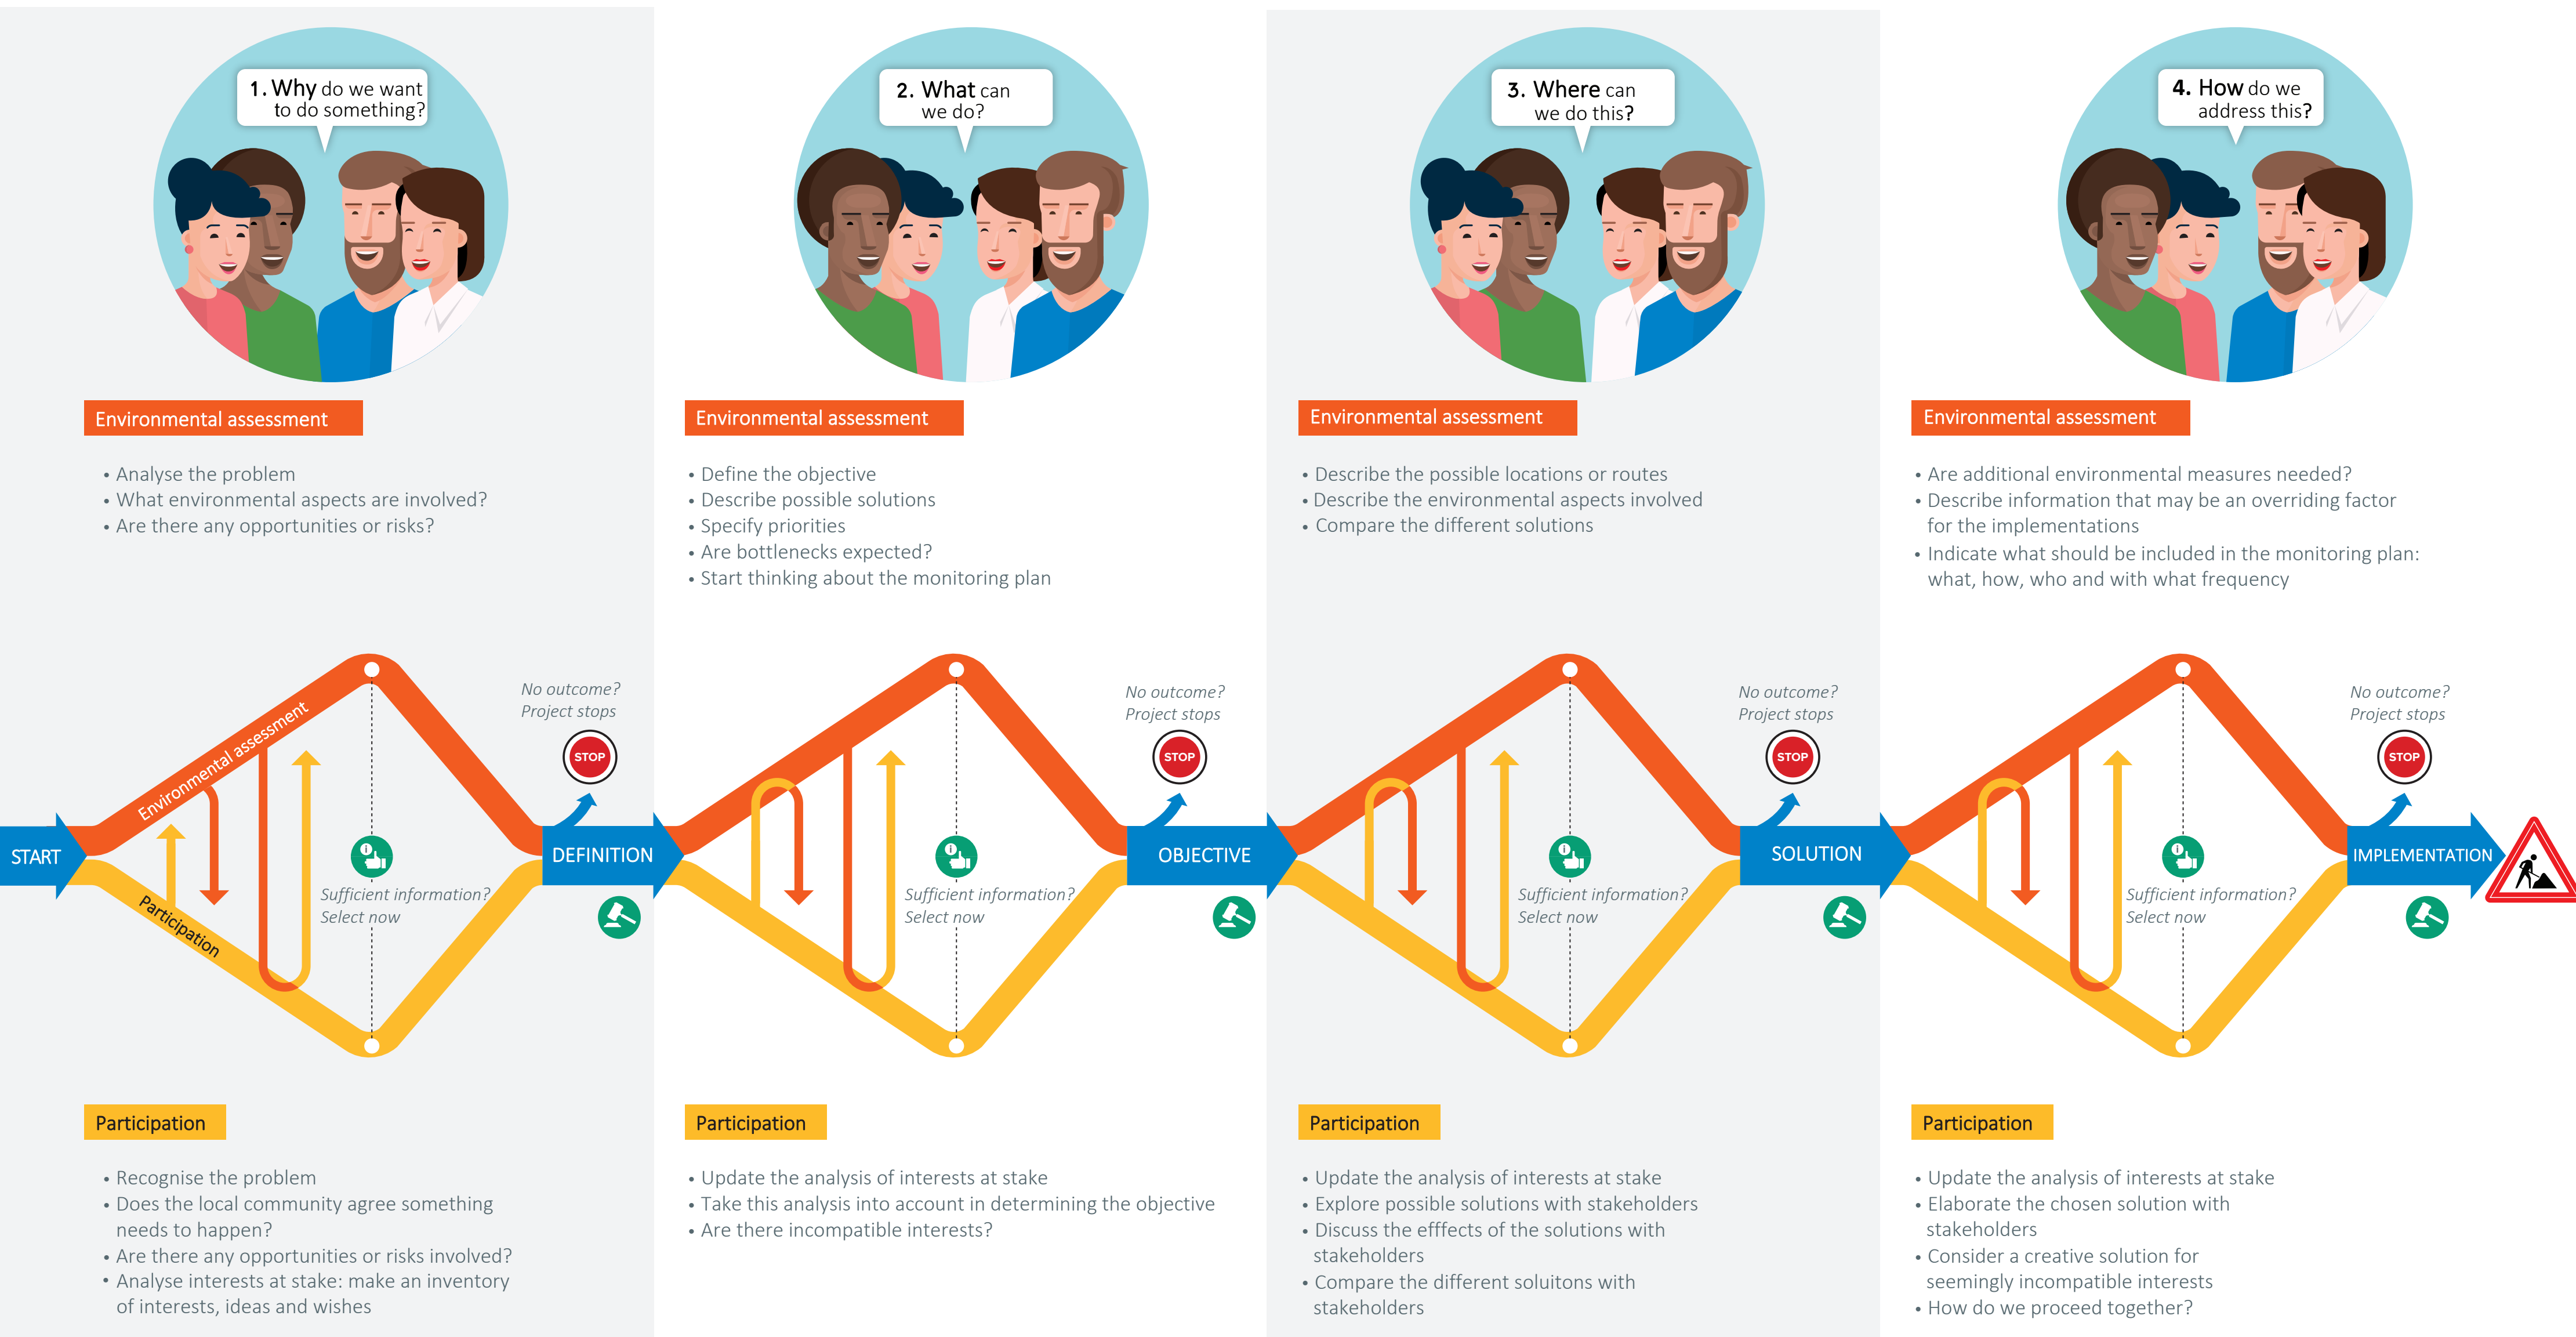 1. Why do we want
to do something?
Environmental assessment
• Analyse the problem
• What environmental aspects are involved?
• Are there any opportunities or risks?
START
Environmental assessment
Participation
Sufficient information?
Select now
No outcome?
Project stops
STOP
DEFINITION
Participation
• Recognise the problem
• Does the local community agree something
needs to happen?
• Are there any opportunities or risks involved?
• Analyse interests at stake: make an inventory
of interests, ideas and wishes
2. What can
we do?
Environmental assessment
• Define the objective
• Describe possible solutions
• Specify priorities
• Are bottlenecks expected?
• Start thinking about the monitoring plan
Sufficient information?
Select now
No outcome?
Project stops
STOP
OBJECTIVE
Participation
• Update the analysis of interests at stake
• Take this analysis into account in determining the objective
• Are there incompatible interests?
3. Where can
we do this?
Environmental assessment
• Describe the possible locations or routes
• Describe the environmental aspects involved
• Compare the different solutions
Sufficient information?
Select now
No outcome?
Project stops
STOP
SOLUTION
Participation
• Update the analysis of interests at stake
• Explore possible solutions with stakeholders
• Discuss the efffects of the solutions with
stakeholders
• Compare the different soluitons with
stakeholders
4. How do we
address this?
Environmental assessment
• Are additional environmental measures needed?
• Describe information that may be an overriding factor
for the implementations
• Indicate what should be included in the monitoring plan:
what, how, who and with what frequency
Sufficient information?
Select now
No outcome?
Project stops
STOP
IMPLEMENTATION
Participation
• Update the analysis of interests at stake
• Elaborate the chosen solution with
stakeholders
• Consider a creative solution for
seemingly incompatible interests
• How do we proceed together?